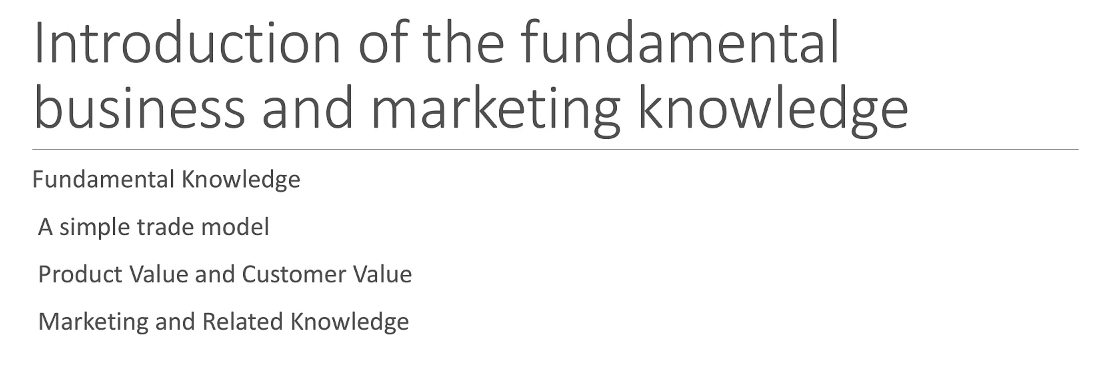 Introduction of the fundamental
business and marketing knowledge
Fundamental Knowledge
A simple trade model
Product Value and Customer Value
Marketing and Related Knowledge